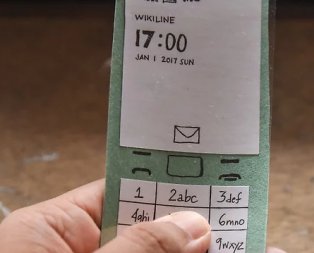 WIKILINE
17:00
JAN 1 2017 SUN
1 2abc 3def
4ghi 6mno
9wxyz